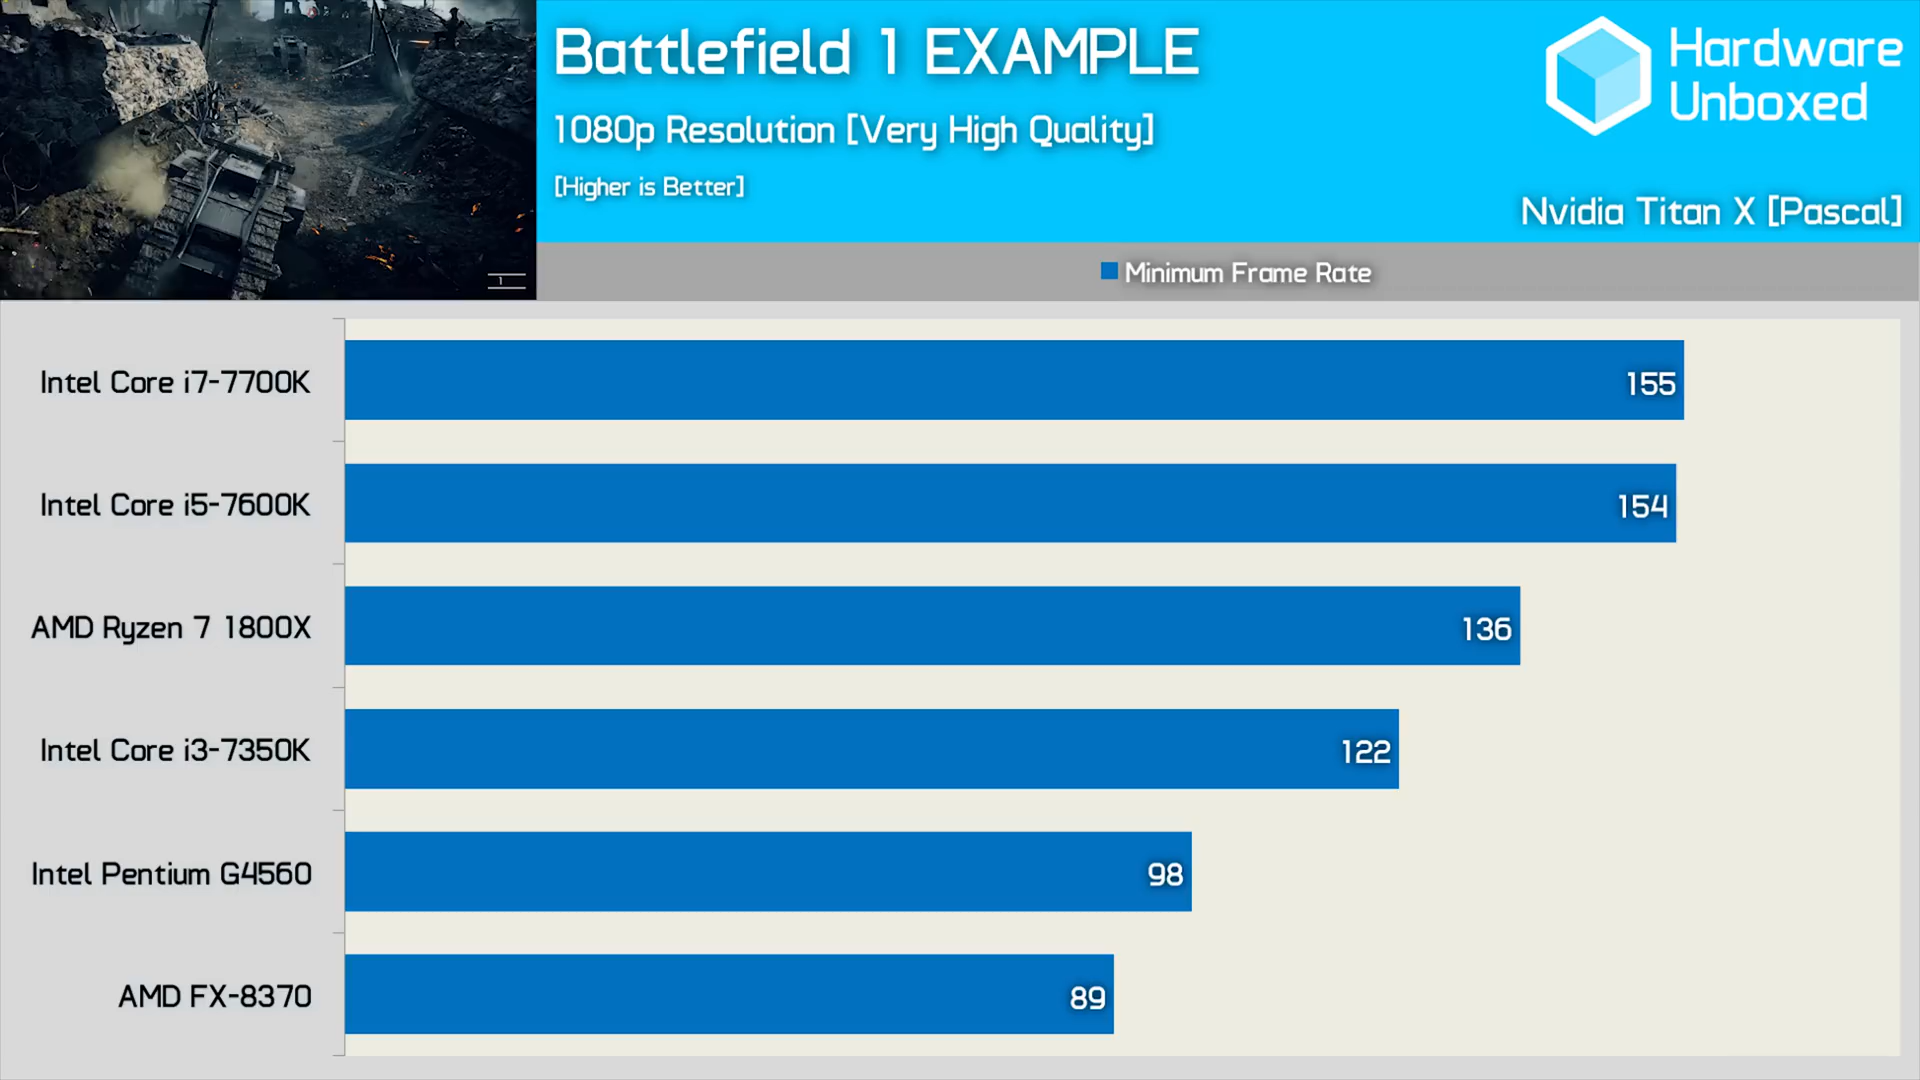 Battlefield 1 EXAMPLE
1080p Resolution [Very High Quality]
[Higher is Better]
Hardware
Unboxed
Nvidia Titan X [Pascal]
1
Minimum Frame Rate
Intel Core i7-7700K 155
Intel Core i5-7600K 154
AMD Ryzen 7 1800X 136
Intel Core i3-7350K 122
Intel Pentium G4560 98
AMD FX-8370 89